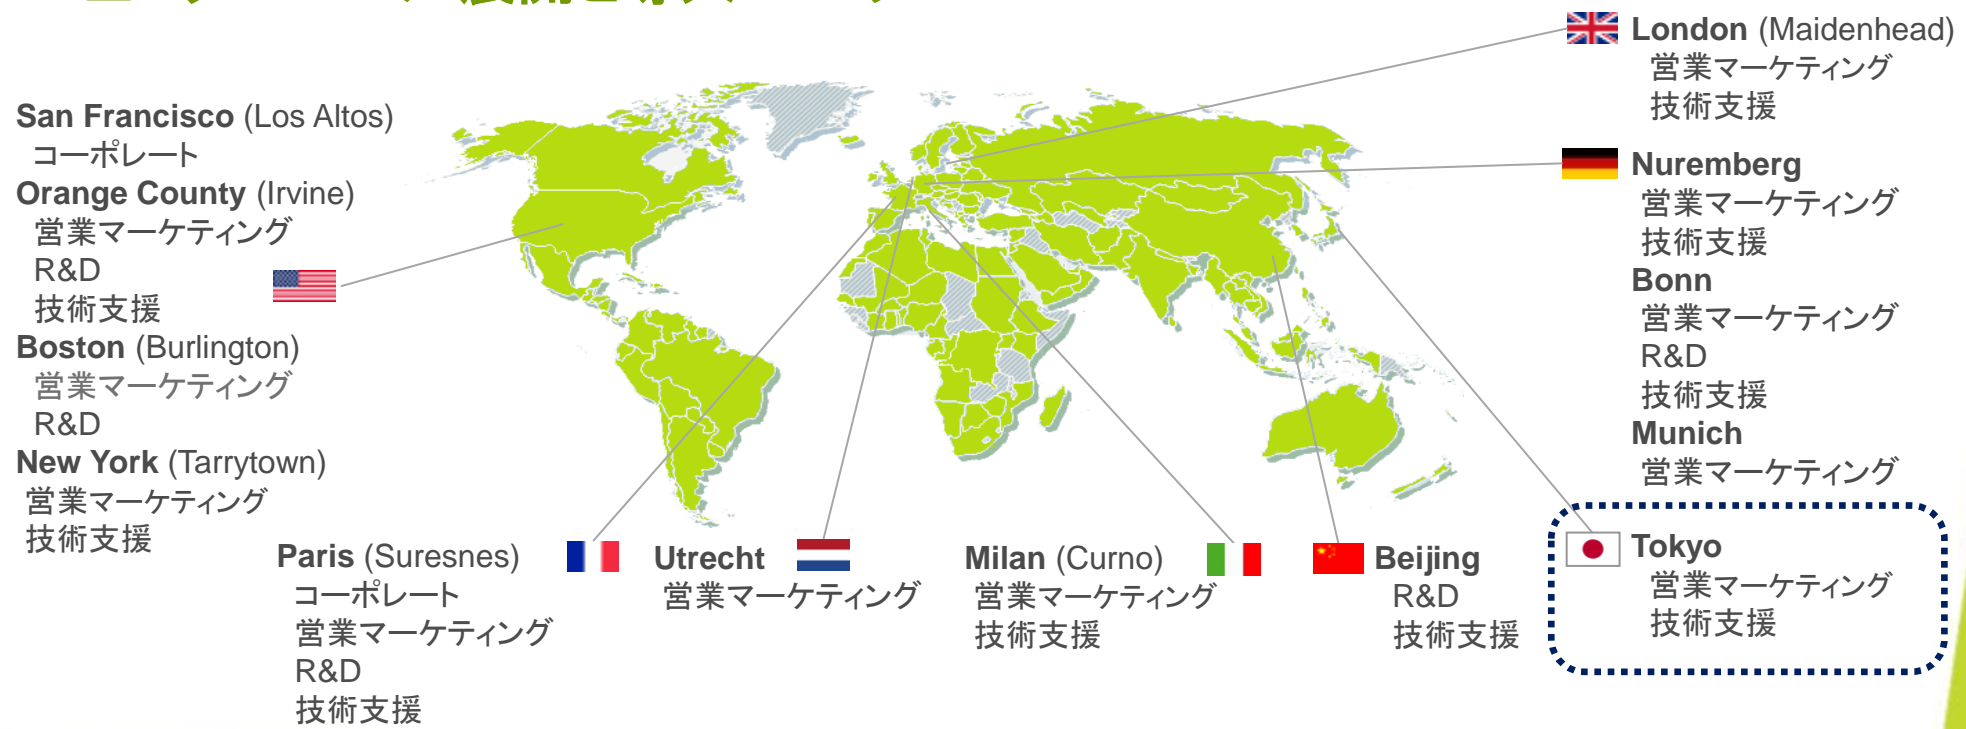 San Francisco (Los Altos)
コーポレート
Orange County (Irvine)
営業マーケティング
R&D
技術支援
Boston (Burlington)
営業マーケティング
R&D
New York (Tarrytown)
営業マーケティング
技術支援
Paris (Suresnes)
コーポレート
営業マーケティング
R&D
技術支援
Utrecht
営業マーケティング
Milan (Curno)
営業マーケティング
技術支援
Beijing
R&D
技術支援
London (Maidenhead)
営業マーケティング
技術支援
Nuremberg
営業マーケティング
技術支援
Bonn
営業マーケティング
R&D
技術支援
Munich
営業マーケティング
Tokyo
営業マーケティング
技術支援